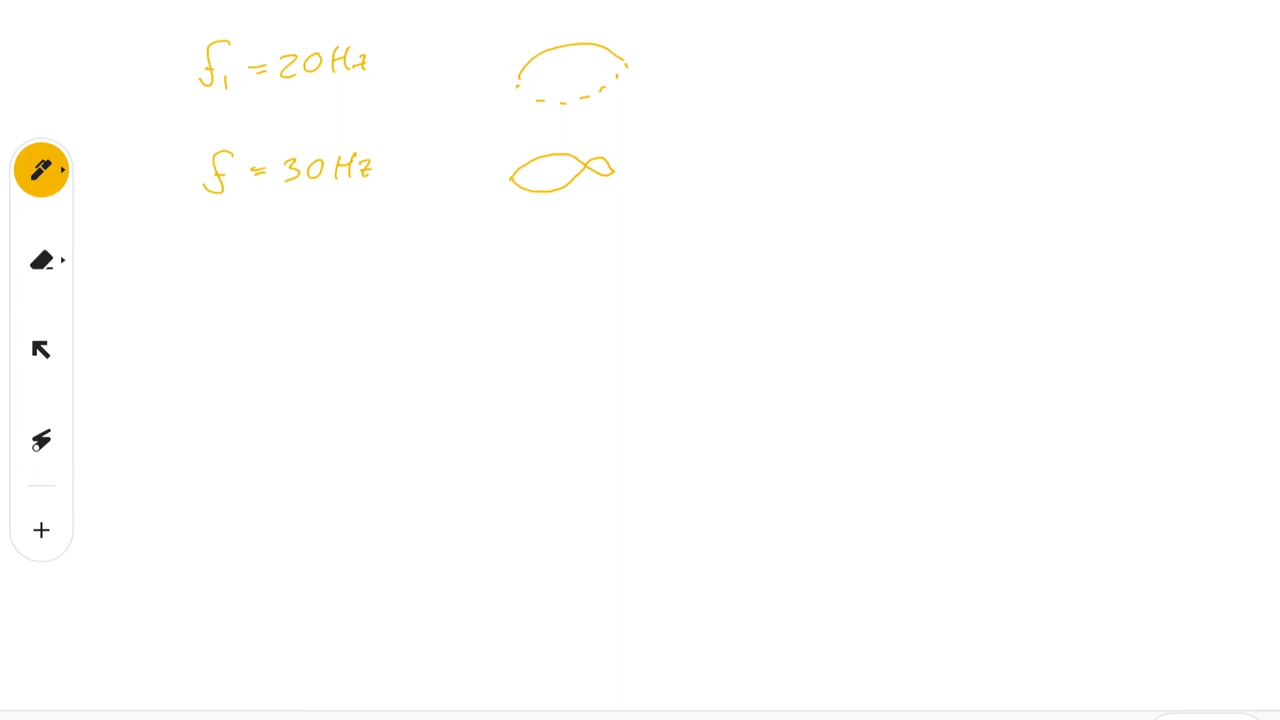 f₁ = 20 Hz
f = 30 Hz